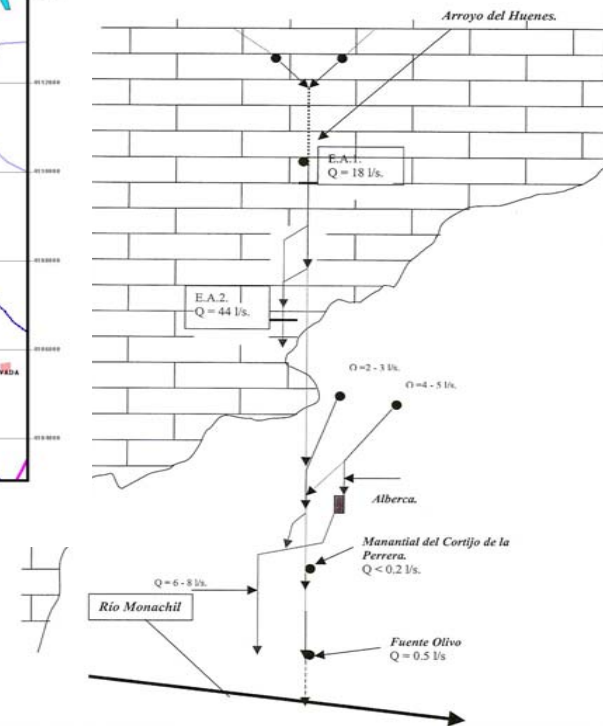 Arroyo del Huenes.
E.A.1.
Q = 18 l/s.
E.A.2.
Q = 44 l/s.
Q =2 - 3 l/s.
Q =4 - 5 l/s.
Alberca.
Manantial del Cortijo de la
Perrera.
Q < 0.2 l/s.
Q = 6 - 8 l/s.
Río Monachil
Fuente Olivo
Q = 0.5 l/s